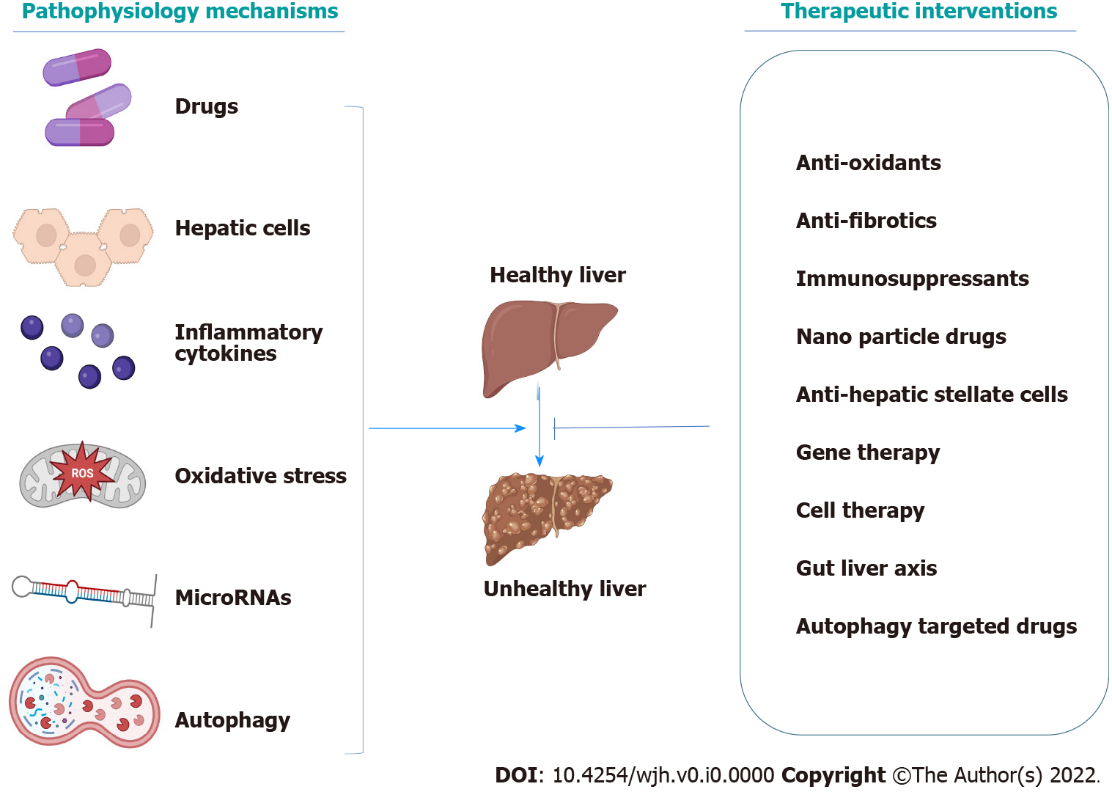 Pathophysiology mechanisms
Drugs
Hepatic cells
Inflammatory
cytokines
ROS
Oxidative stress
MicroRNAs
Autophagy
Healthy liver
Unhealthy liver
Therapeutic interventions
Anti-oxidants
Anti-fibrotics
Immunosuppressants
Nano particle drugs
Anti-hepatic stellate cells
Gene therapy
Cell therapy
Gut liver axis
Autophagy targeted drugs
DOI: 10.4254/wjh.v0.i0.0000 Copyright ©The Author(s) 2022.